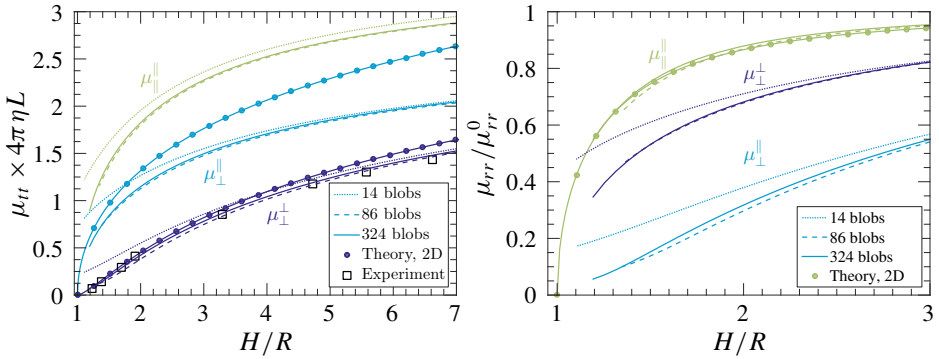 μ_tt × 4π ηL
3
2.5
2
1.5
1
0.5
0
μ^∥_∥
μ^∥_⊥
μ^⊥_⊥
14 blobs
86 blobs
324 blobs
Theory, 2D
Experiment
1 2 3 4 5 6 7
H/R
μ_rr/μ^0_rr
1
0.8
0.6
0.4
0.2
0
μ^∥_∥
μ^⊥_⊥
μ^∥_⊥
14 blobs
86 blobs
324 blobs
Theory, 2D
1 2 3
H/R